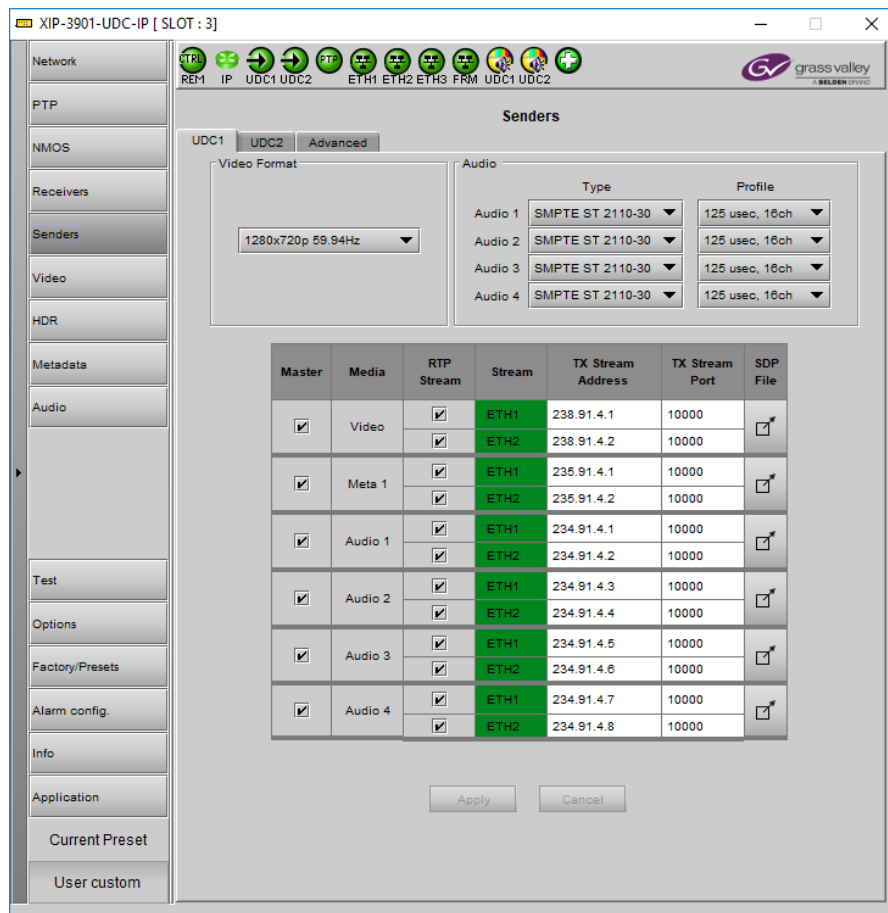 XIP-3901-UDC-IP [ SLOT : 3]
Network
PTP
NMOS
Receivers
Senders
Video
HDR
Metadata
Audio
Test
Options
Factory/Presets
Alarm config.
Info
Application
Current Preset
User custom
CTRL PTP
REM IP UDC1 UDC2 ETH1 ETH2 ETH3 FRM UDC1 UDC2
GV grass valley
A BELDEN BRAND
Senders
UDC1 UDC2 Advanced
Video Format
1280x720p 59.94Hz
Audio
Type Profile
Audio 1 SMPTE ST 2110-30 125 usec, 16ch
Audio 2 SMPTE ST 2110-30 125 usec, 16ch
Audio 3 SMPTE ST 2110-30 125 usec, 16ch
Audio 4 SMPTE ST 2110-30 125 usec, 16ch
Master Media RTP Stream Stream TX Stream Address TX Stream Port SDP File
Video ETH1 238.91.4.1 10000
ETH2 238.91.4.2 10000
Meta 1 ETH1 235.91.4.1 10000
ETH2 235.91.4.2 10000
Audio 1 ETH1 234.91.4.1 10000
ETH2 234.91.4.2 10000
Audio 2 ETH1 234.91.4.3 10000
ETH2 234.91.4.4 10000
Audio 3 ETH1 234.91.4.5 10000
ETH2 234.91.4.6 10000
Audio 4 ETH1 234.91.4.7 10000
ETH2 234.91.4.8 10000
Apply Cancel